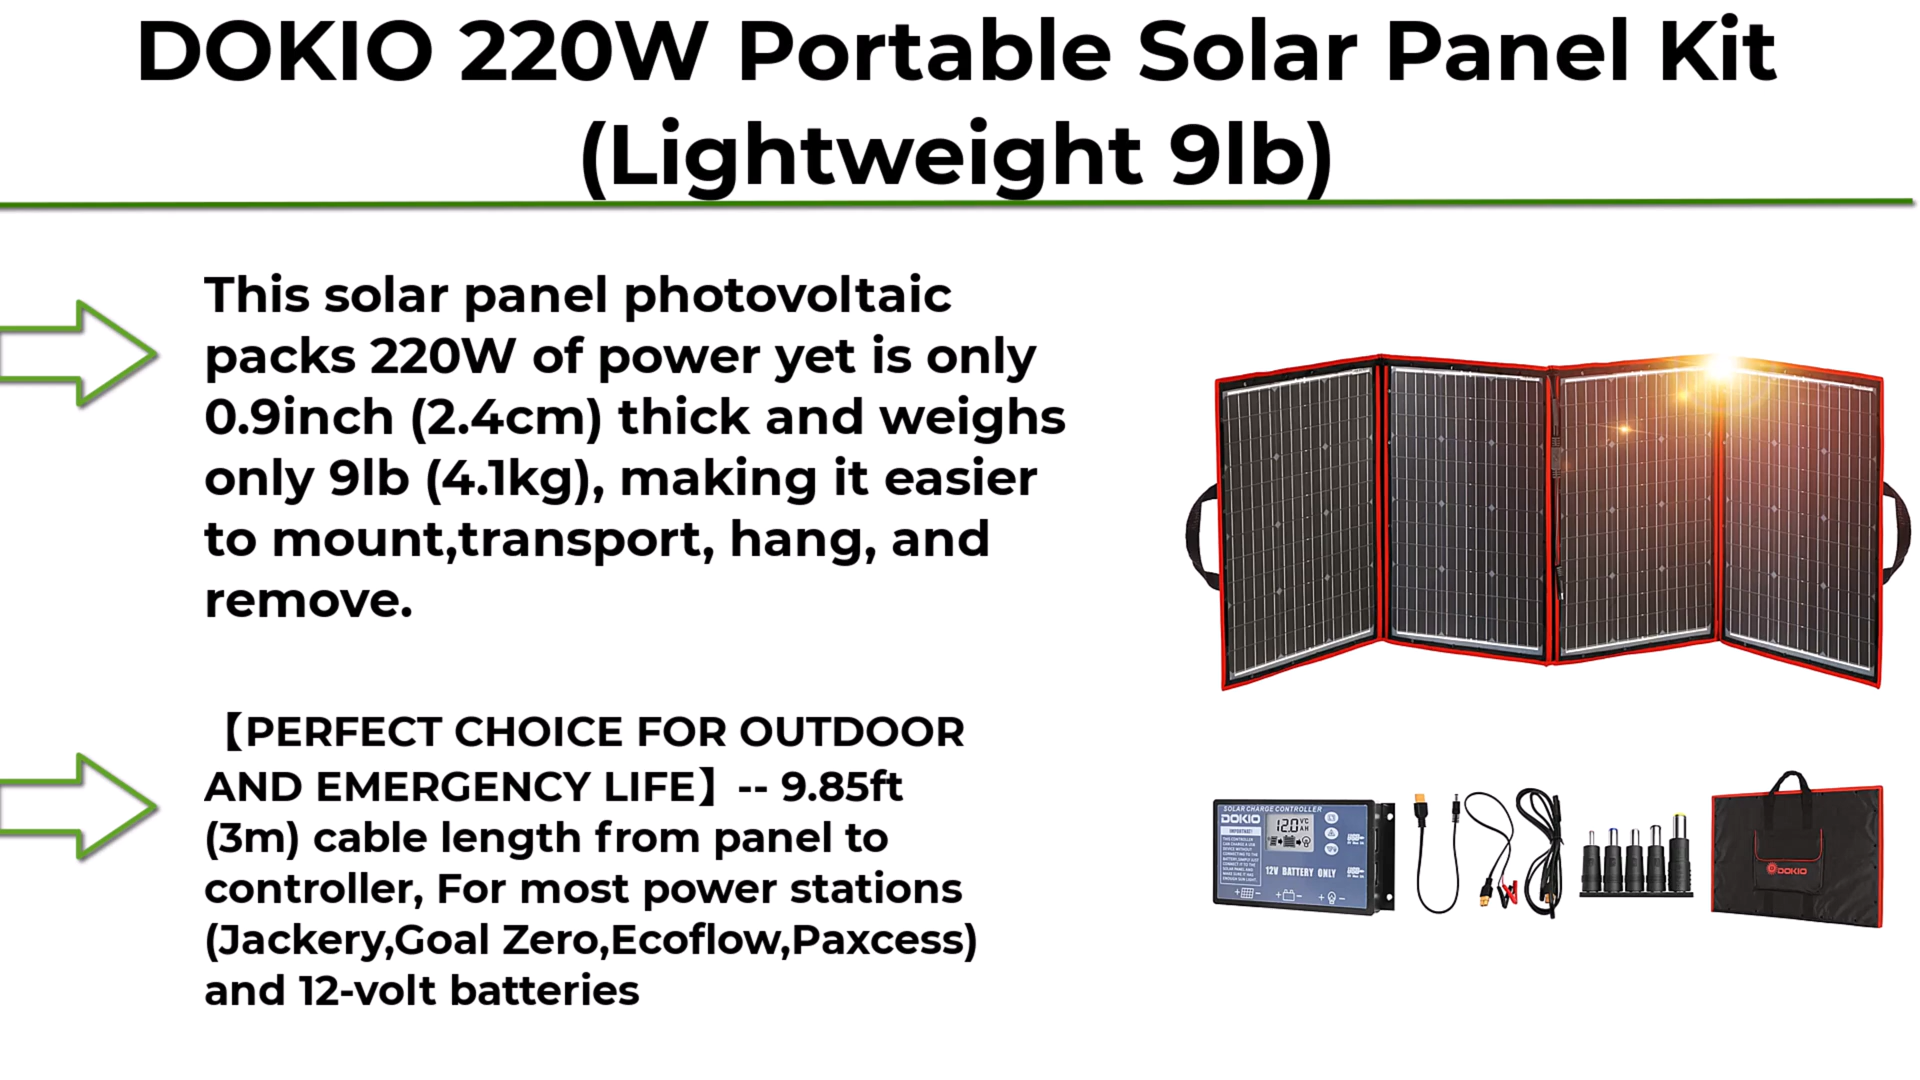 DOKIO 220W Portable Solar Panel Kit
(Lightweight 9lb)
This solar panel photovoltaic
packs 220W of power yet is only
0.9inch (2.4cm) thick and weighs
only 9lb (4.1kg), making it easier
to mount,transport, hang, and
remove.
【PERFECT CHOICE FOR OUTDOOR
AND EMERGENCY LIFE】-- 9.85ft
(3m) cable length from panel to
controller, For most power stations
(Jackery,Goal Zero,Ecoflow,Paxcess)
and 12-volt batteries
SOLAR CHARGE CONTROLLER
DOKIO
IMPORTANT!
12.0
12V BATTERY ONLY
DOKIO